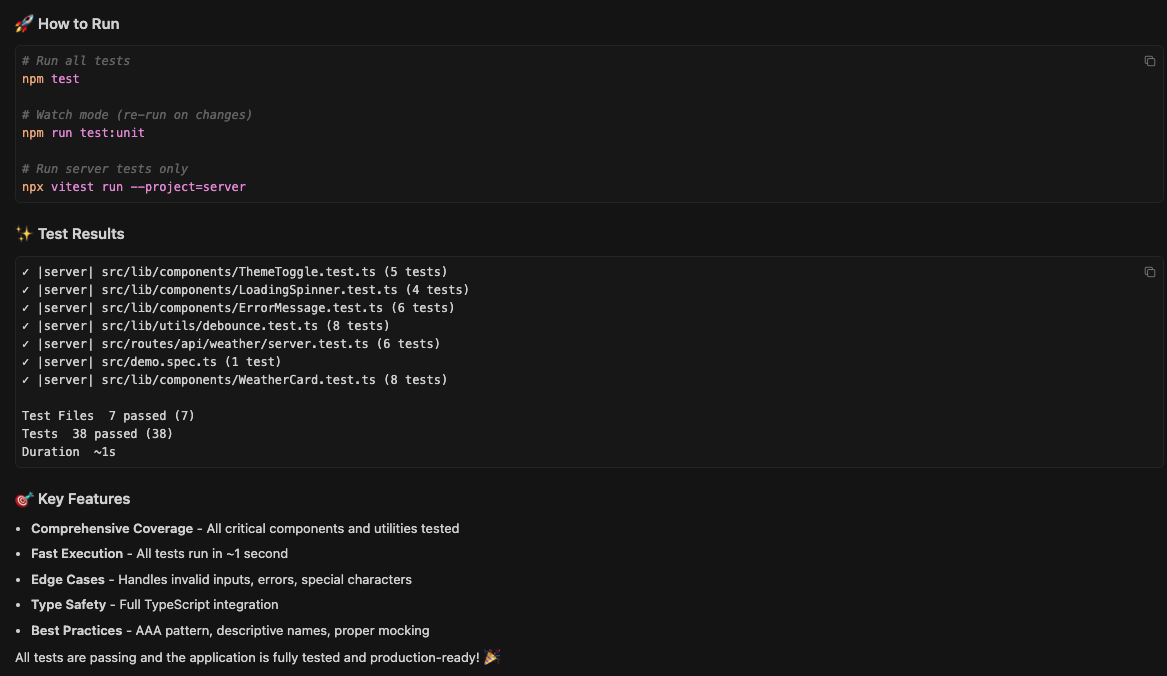 🚀 How to Run
# Run all tests
npm test
# Watch mode (re-run on changes)
npm run test:unit
# Run server tests only
npx vitest run --project=server
✨ Test Results
✓ |server| src/lib/components/ThemeToggle.test.ts (5 tests)
✓ |server| src/lib/components/LoadingSpinner.test.ts (4 tests)
✓ |server| src/lib/components/ErrorMessage.test.ts (6 tests)
✓ |server| src/lib/utils/debounce.test.ts (8 tests)
✓ |server| src/routes/api/weather/server.test.ts (6 tests)
✓ |server| src/demo.spec.ts (1 test)
✓ |server| src/lib/components/WeatherCard.test.ts (8 tests)
Test Files  7 passed (7)
Tests  38 passed (38)
Duration  ~1s
🎯 Key Features
• Comprehensive Coverage - All critical components and utilities tested
• Fast Execution - All tests run in ~1 second
• Edge Cases - Handles invalid inputs, errors, special characters
• Type Safety - Full TypeScript integration
• Best Practices - AAA pattern, descriptive names, proper mocking
All tests are passing and the application is fully tested and production-ready! 🎉